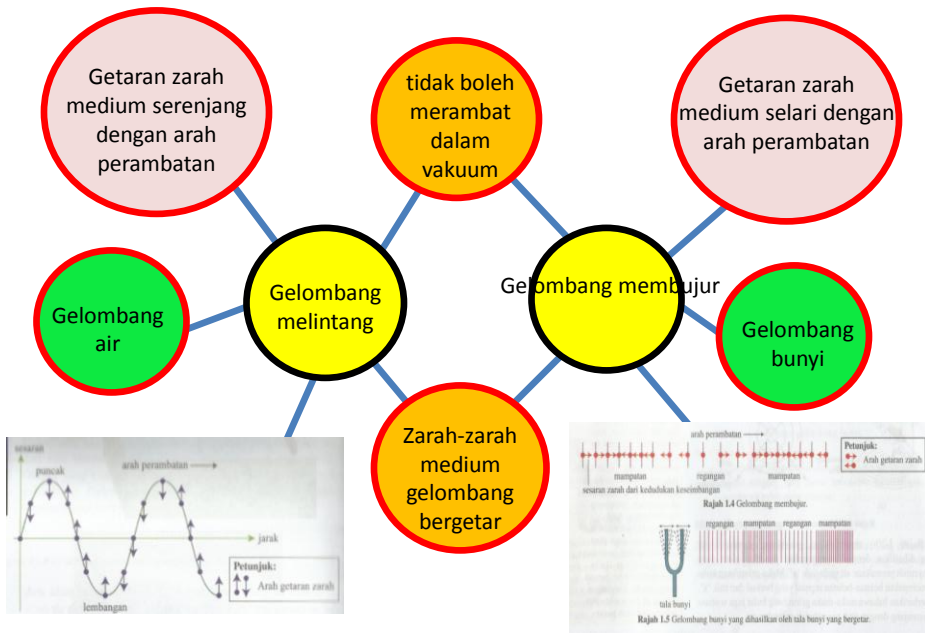 Getaran zarah
medium serenjang
dengan arah
perambatan
tidak boleh
merambat
dalam
vakuum
Getaran zarah
medium selari dengan
arah perambatan
Gelombang
melintang
Gelombang membujur
Gelombang
air
Gelombang
bunyi
Zarah-zarah
medium
gelombang
bergetar
sesaran
puncak
arah perambatan
jarak
lembangan
Petunjuk:
Arah getaran zarah
arah perambatan
Petunjuk:
Arah getaran zarah
mampatan
regangan
mampatan
sesaran zarah dari kedudukan keseimbangan
Rajah 1.4 Gelombang membujur.
regangan mampatan regangan mampatan
tala bunyi
Rajah 1.5 Gelombang bunyi yang dihasilkan oleh tala bunyi yang bergetar.